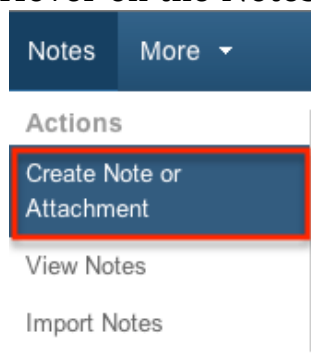 Notes More
Actions
Create Note or
Attachment
View Notes
Import Notes